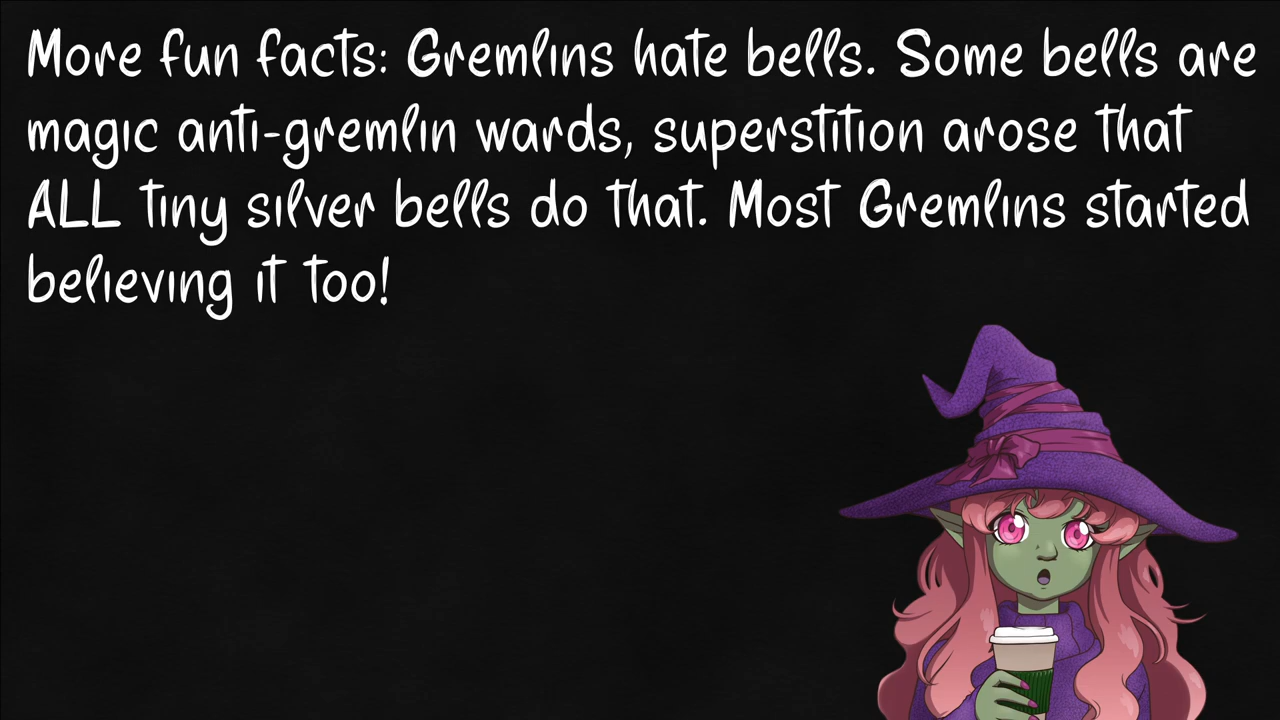 More fun facts: Gremlins hate bells. Some bells are
magic anti-gremlin wards, superstition arose that
ALL tiny silver bells do that. Most Gremlins started
believing it too!